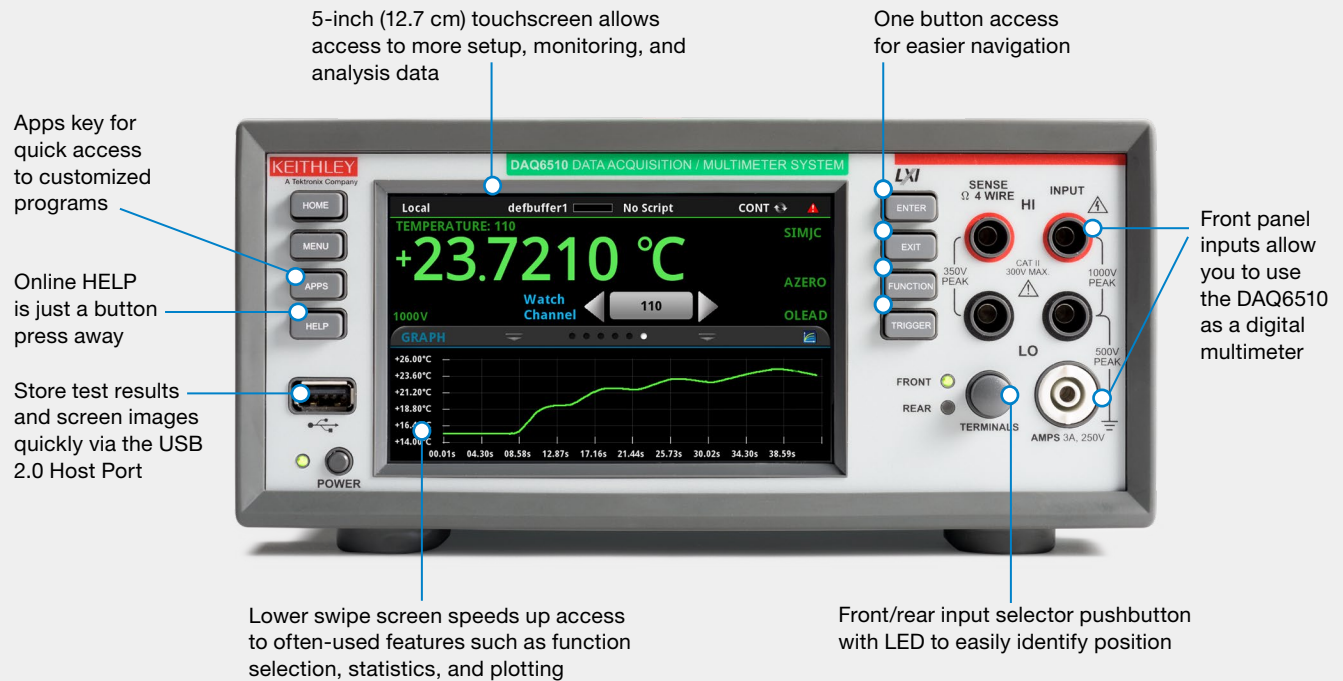 5-inch (12.7 cm) touchscreen allows
access to more setup, monitoring, and
analysis data
One button access
for easier navigation
Apps key for
quick access
to customized
programs
Online HELP
is just a button
press away
Store test results
and screen images
quickly via the USB
2.0 Host Port
KEITHLEY
A Tektronix Company
DAQ6510 DATA ACQUISITION / MULTIMETER SYSTEM
HOME
MENU
APPS
HELP
POWER
Local defbuffer1 No Script CONT
TEMPERATURE: 110
+23.7210 °C
SIMJC
AZERO
Watch
Channel
110
1000V
OLEAD
GRAPH
+26.00°C
+23.60°C
+21.20°C
+18.80°C
+14.00°C
00.01s 04.30s 08.58s 12.87s 17.16s 21.44s 25.73s 30.02s 34.30s 38.59s
LXI
ENTER
EXIT
FUNCTION
TRIGGER
SENSE
Ω 4 WIRE
HI
INPUT
350V
PEAK
CAT II
300V MAX.
1000V
PEAK
LO
500V
PEAK
FRONT
REAR
TERMINALS
AMPS 3A, 250V
Front panel
inputs allow
you to use
the DAQ6510
as a digital
multimeter
Lower swipe screen speeds up access
to often-used features such as function
selection, statistics, and plotting
Front/rear input selector pushbutton
with LED to easily identify position